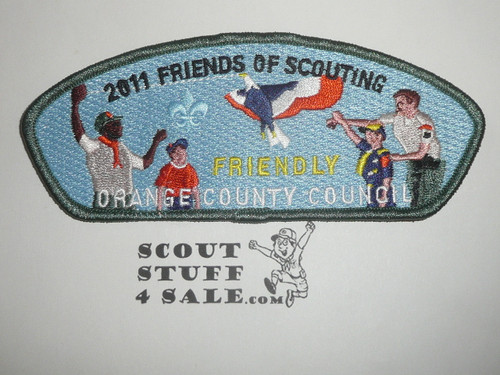 2011 FRIENDS OF SCOUTING
FRIENDLY
ORANGE COUNTY COUNCIL
SCOUT
STUFF
4 SALE.COM